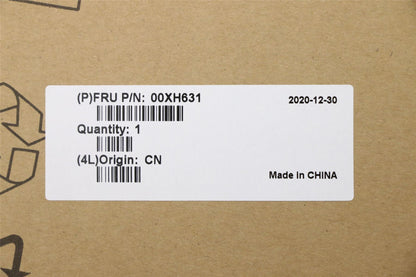 (P)FRU P/N: 00XH631 2020-12-30
Quantity: 1
(4L)Origin: CN
Made in CHINA